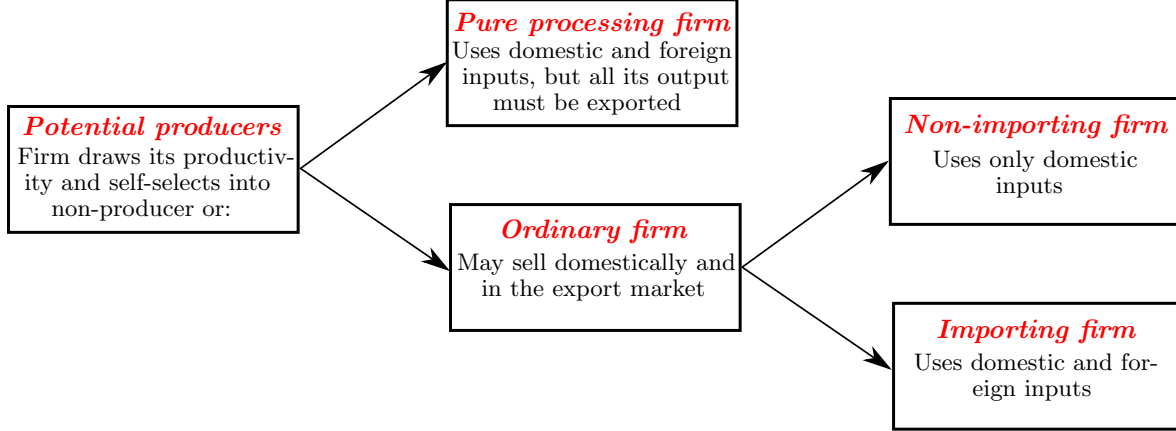 Potential producers
Firm draws its productiv-
ity and self-selects into
non-producer or:
Pure processing firm
Uses domestic and foreign
inputs, but all its output
must be exported
Ordinary firm
May sell domestically and
in the export market
Non-importing firm
Uses only domestic
inputs
Importing firm
Uses domestic and for-
eign inputs